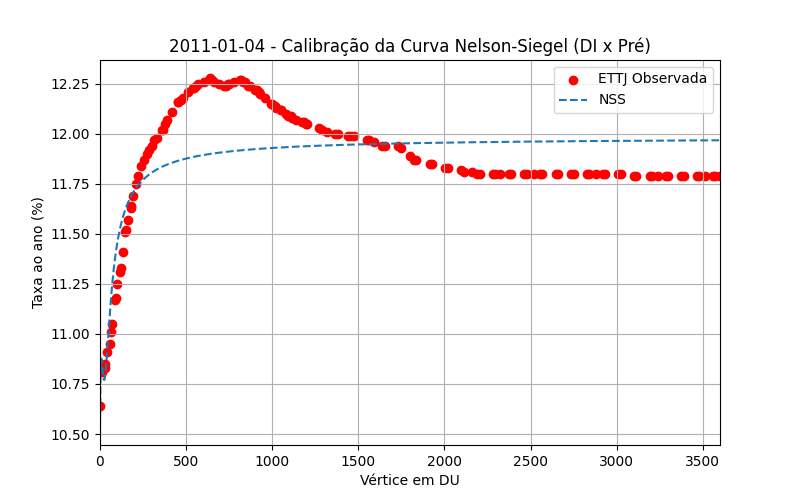 2011-01-04 - Calibração da Curva Nelson-Siegel (DI x Pré)
ETTJ Observada
NSS
Taxa ao ano (%)
12.25
12.00
11.75
11.50
11.25
11.00
10.75
10.50
0 500 1000 1500 2000 2500 3000 3500
Vértice em DU